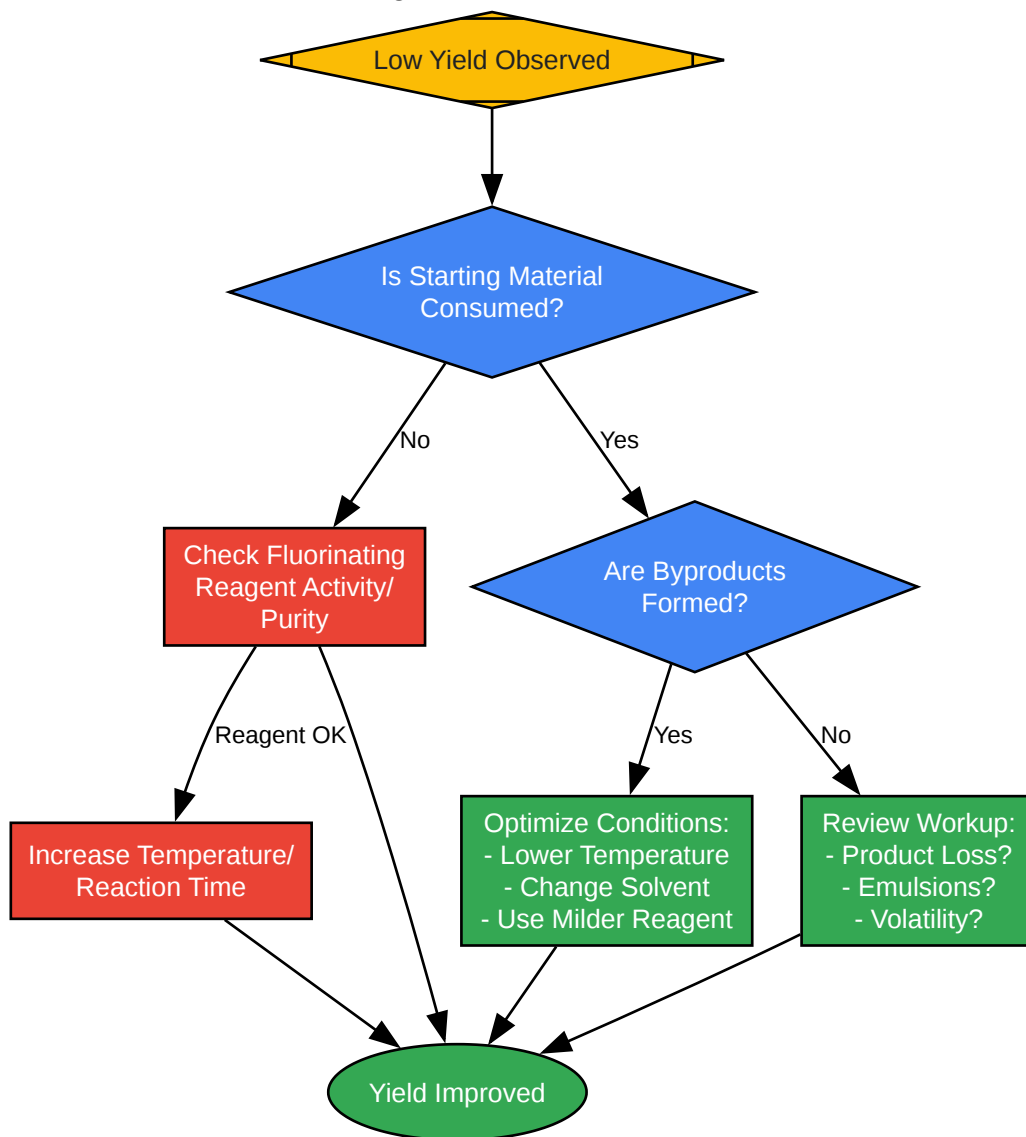 Low Yield Observed
Is Starting Material
Consumed?
No
Yes
Check Fluorinating
Reagent Activity/
Purity
Are Byproducts
Formed?
Reagent OK
Yes
No
Increase Temperature/
Reaction Time
Optimize Conditions:
- Lower Temperature
- Change Solvent
- Use Milder Reagent
Review Workup:
- Product Loss?
- Emulsions?
- Volatility?
Yield Improved